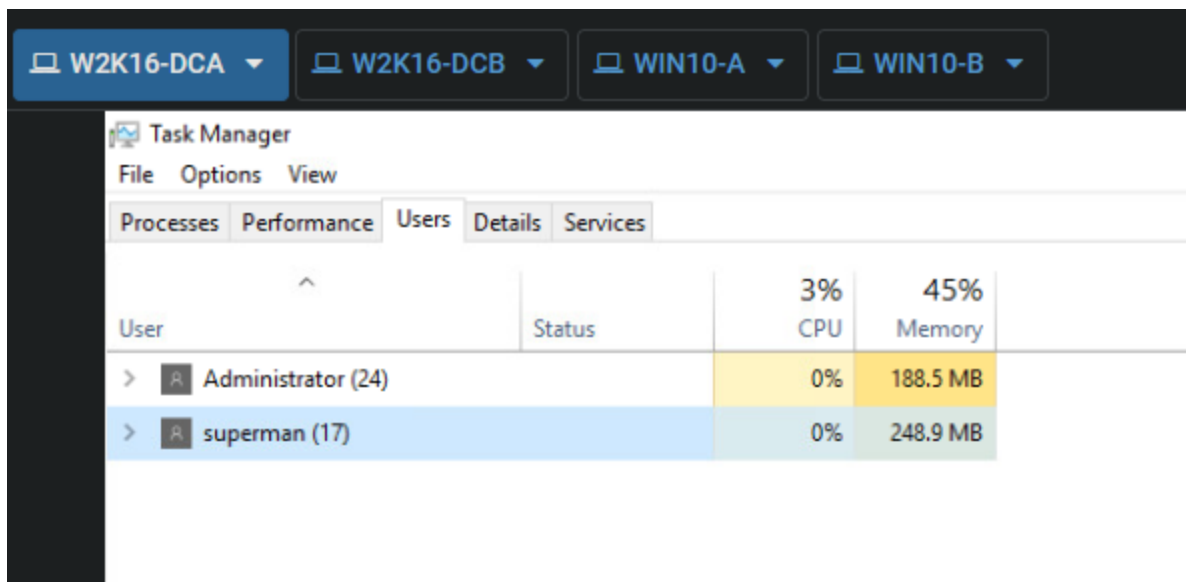 W2K16-DCA W2K16-DCB WIN10-A WIN10-B
Task Manager
File Options View
Processes Performance Users Details Services
3% 45%
User Status CPU Memory
Administrator (24) 0% 188.5 MB
superman (17) 0% 248.9 MB